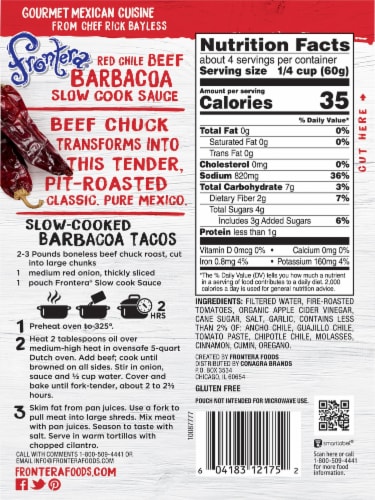 GOURMET MEXICAN CUISINE
FROM CHEF RICK BAYLESS
Frontera
RED CHILE BEEF
BARBACOA
SLOW COOK SAUCE
BEEF CHUCK
TRANSFORMS INTO
THIS TENDER,
PIT-ROASTED
CLASSIC. PURE MEXICO.
SLOW-COOKED
BARBACOA TACOS
2-3 Pounds boneless beef chuck roast, cut
into large chunks
1 medium red onion, thickly sliced
1 pouch Frontera® Slow cook Sauce
2
HRS
1 Preheat oven to 325°.
2 Heat 2 tablespoons oil over
medium-high heat in ovensafe 5-quart
Dutch oven. Add beef; cook until
browned on all sides. Stir in onion,
sauce and ½ cup water. Cover and
bake until fork-tender, about 2 to 2½
hours.
3 Skim fat from pan juices. Use a fork to
pull meat into large shreds. Mix meat
with pan juices. Season to taste with
salt. Serve in warm tortillas with
chopped cilantro.
CALL WITH COMMENTS 1-800-509-4441 OR
EMAIL INFO@FRONTERAFOODS.COM
FRONTERAFOODS.COM
Nutrition Facts
about 4 servings per container
Serving size 1/4 cup (60g)
Amount per serving
Calories 35
% Daily Value*
Total Fat 0g 0%
Saturated Fat 0g 0%
Trans Fat 0g
Cholesterol 0mg 0%
Sodium 820mg 36%
Total Carbohydrate 7g 3%
Dietary Fiber 2g 7%
Total Sugars 4g
Includes 3g Added Sugars 6%
Protein less than 1g
Vitamin D 0mcg 0% • Calcium 0mg 0%
Iron 0.8mg 4% • Potassium 160mg 4%
*The % Daily Value (DV) tells you how much a nutrient
in a serving of food contributes to a daily diet. 2,000
calories a day is used for general nutrition advice.
INGREDIENTS: FILTERED WATER, FIRE-ROASTED
TOMATOES, ORGANIC APPLE CIDER VINEGAR,
CANE SUGAR, SALT, GARLIC, CONTAINS LESS
THAN 2% OF: ANCHO CHILE, GUAJILLO CHILE,
TOMATO PASTE, CHIPOTLE CHILE, MOLASSES,
CINNAMON, CUMIN, OREGANO.
CREATED BY FRONTERA FOODS
DISTRIBUTED BY CONAGRA BRANDS
P.O. BOX 3534
CHICAGO, IL 60654
GLUTEN FREE
POUCH NOT INTENDED FOR MICROWAVE USE.
10087777
6 04183 12175 2
smartlabel®
Scan here or call
1-800-509-4441
for more food
information.
CUT HERE